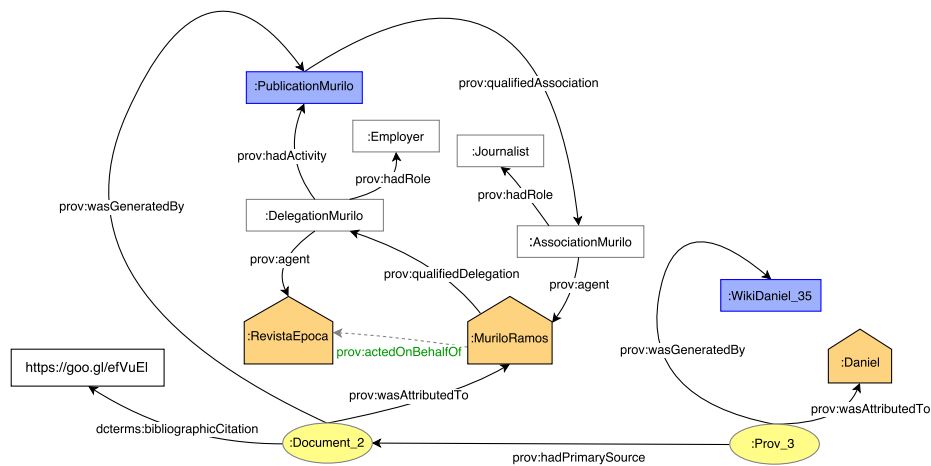 :PublicationMurilo
prov:qualifiedAssociation
:Employer
:Journalist
prov:hadActivity
prov:hadRole
prov:hadRole
prov:wasGeneratedBy
:DelegationMurilo
:AssociationMurilo
prov:agent
prov:qualifiedDelegation
prov:agent
:WikiDaniel_35
:RevistaEpoca
:MuriloRamos
prov:actedOnBehalfOf
prov:wasGeneratedBy
:Daniel
https://goo.gl/efVuEl
prov:wasAttributedTo
prov:wasAttributedTo
dcterms:bibliographicCitation
:Document_2
:Prov_3
prov:hadPrimarySource